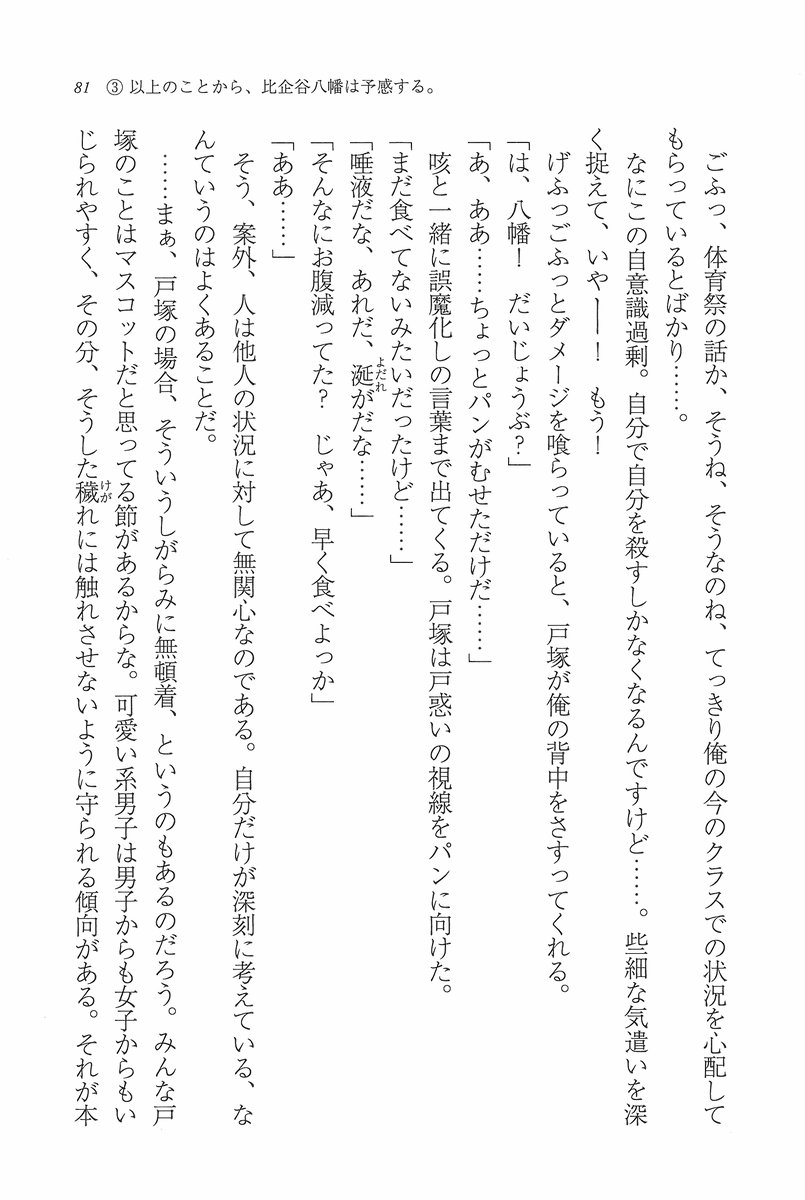 81 ③ 以上のことから、比企谷八幡は予感する。
ごふっ、体育祭の話か、そうね、そうなのね、てっきり俺の今のクラスでの状況を心配して
もらっているとばかり……。
なにこの自意識過剰。自分で自分を殺すしかなくなるんですけど……。些細な気遣いを深
く捉えて、いやー！　もう！
げふっごふっとダメージを喰らっていると、戸塚が俺の背中をさすってくれる。
「は、八幡！　だいじょうぶ？」
「あ、ああ……ちょっとパンがむせただけだ……」
咳と一緒に誤魔化しの言葉まで出てくる。戸塚は戸惑いの視線をパンに向けた。
「まだ食べてないみたいだったけど……」
「唾液だな、あれだ、涎がだな……」
よだれ
「そんなにお腹減ってた？　じゃあ、早く食べよっか」
「ああ……」
そう、案外、人は他人の状況に対して無関心なのである。自分だけが深刻に考えている、な
んていうのはよくあることだ。
……まぁ、戸塚の場合、そういうしがらみに無頓着、というのもあるのだろう。みんな戸
塚のことはマスコットだと思ってる節があるからな。可愛い系男子は男子からも女子からもい
じられやすく、その分、そうした穢れには触れさせないように守られる傾向がある。それが本
けが